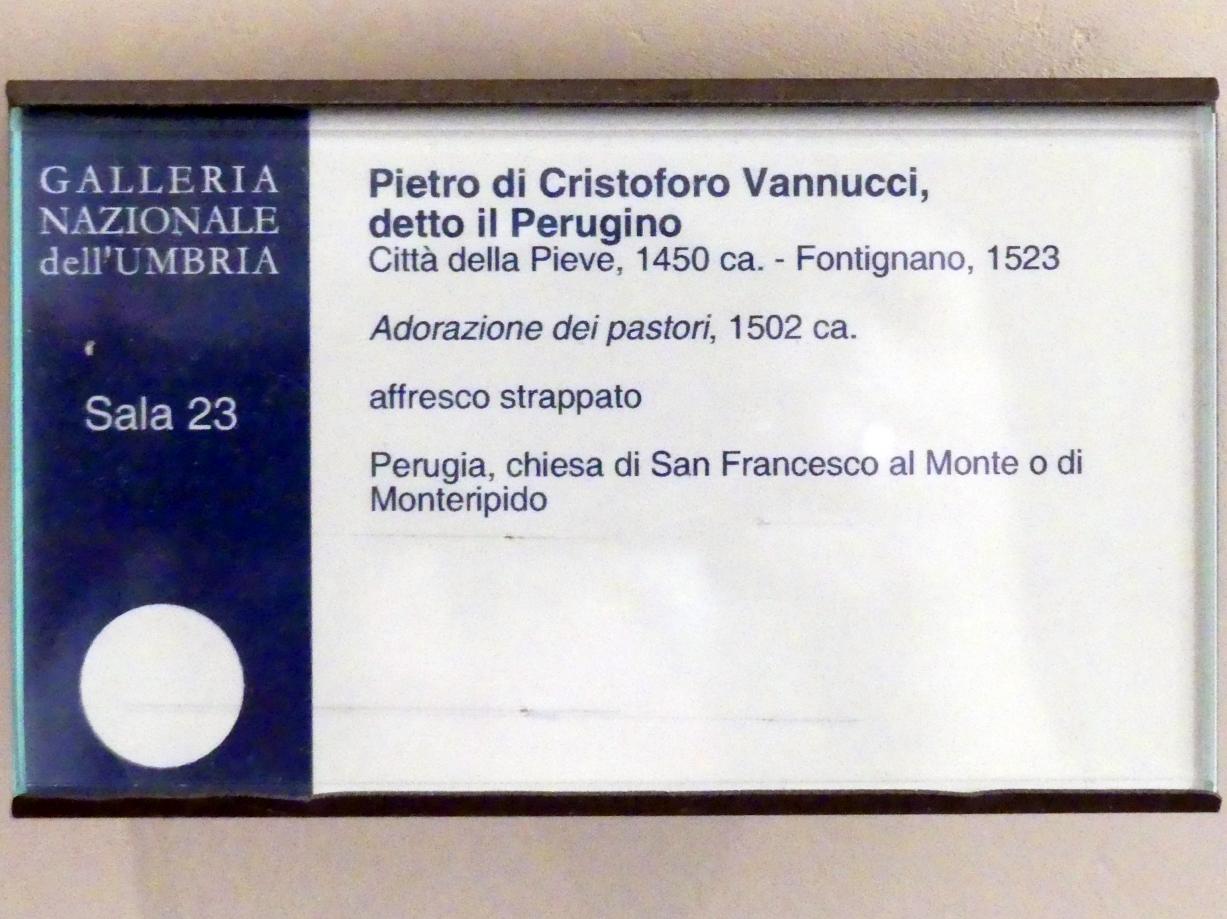 GALLERIA
NAZIONALE
dell'UMBRIA
Sala 23
Pietro di Cristoforo Vannucci,
detto il Perugino
Città della Pieve, 1450 ca. - Fontignano, 1523
Adorazione dei pastori, 1502 ca.
affresco strappato
Perugia, chiesa di San Francesco al Monte o di
Monteripido